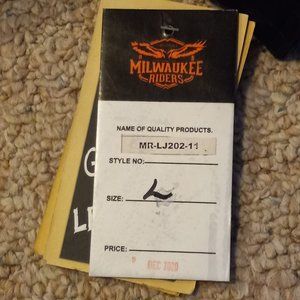 MILWAUKEE
RIDERS
NAME OF QUALITY PRODUCTS.
MR-LJ202-11
STYLE NO:
SIZE: L
PRICE:
DEC 2020